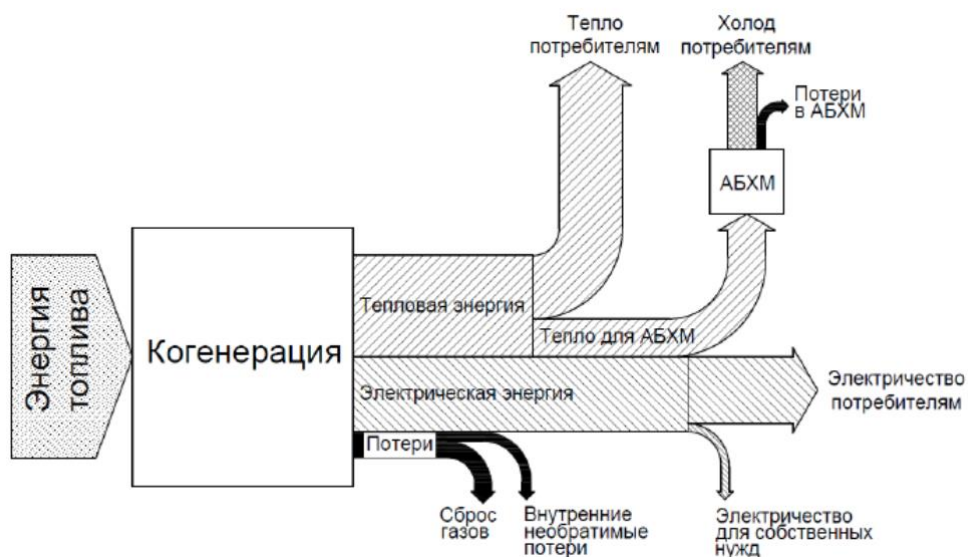 Тепло
потребителям
Холод
потребителям
Потери
в АБХМ
АБХМ
Энергия
топлива
Когенерация
Тепловая энергия
Тепло для АБХМ
Электрическая энергия
Электричество
потребителям
Потери
Сброс
газов
Внутренние
необратимые
потери
Электричество
для собственных
нужд